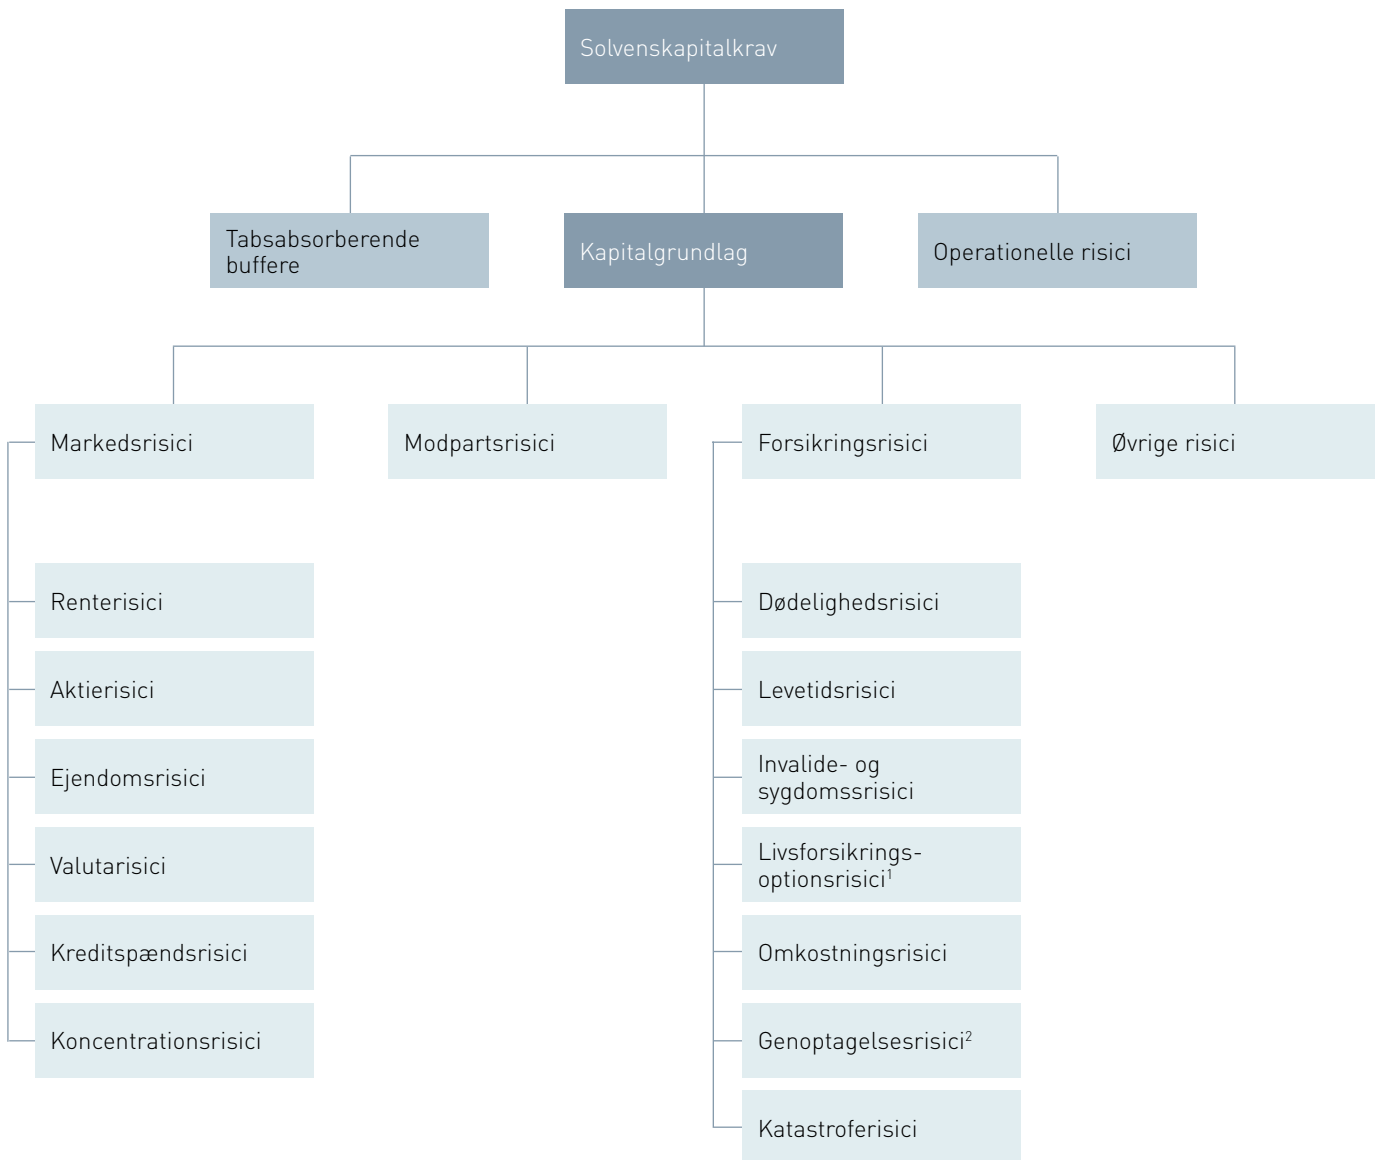 Solvenskapitalkrav
Tabsabsorberende
buffere
Kapitalgrundlag
Operationelle risici
Markedsrisici
Modpartsrisici
Forsikringsrisici
Øvrige risici
Renterisici
Aktierisici
Ejendomsrisici
Valutarisici
Kreditspændsrisici
Koncentrationsrisici
Dødelighedsrisici
Levetidsrisici
Invalide- og
sygdomssrisici
Livsforsikrings-
optionsrisici¹
Omkostningsrisici
Genoptagelsesrisici²
Katastroferisici